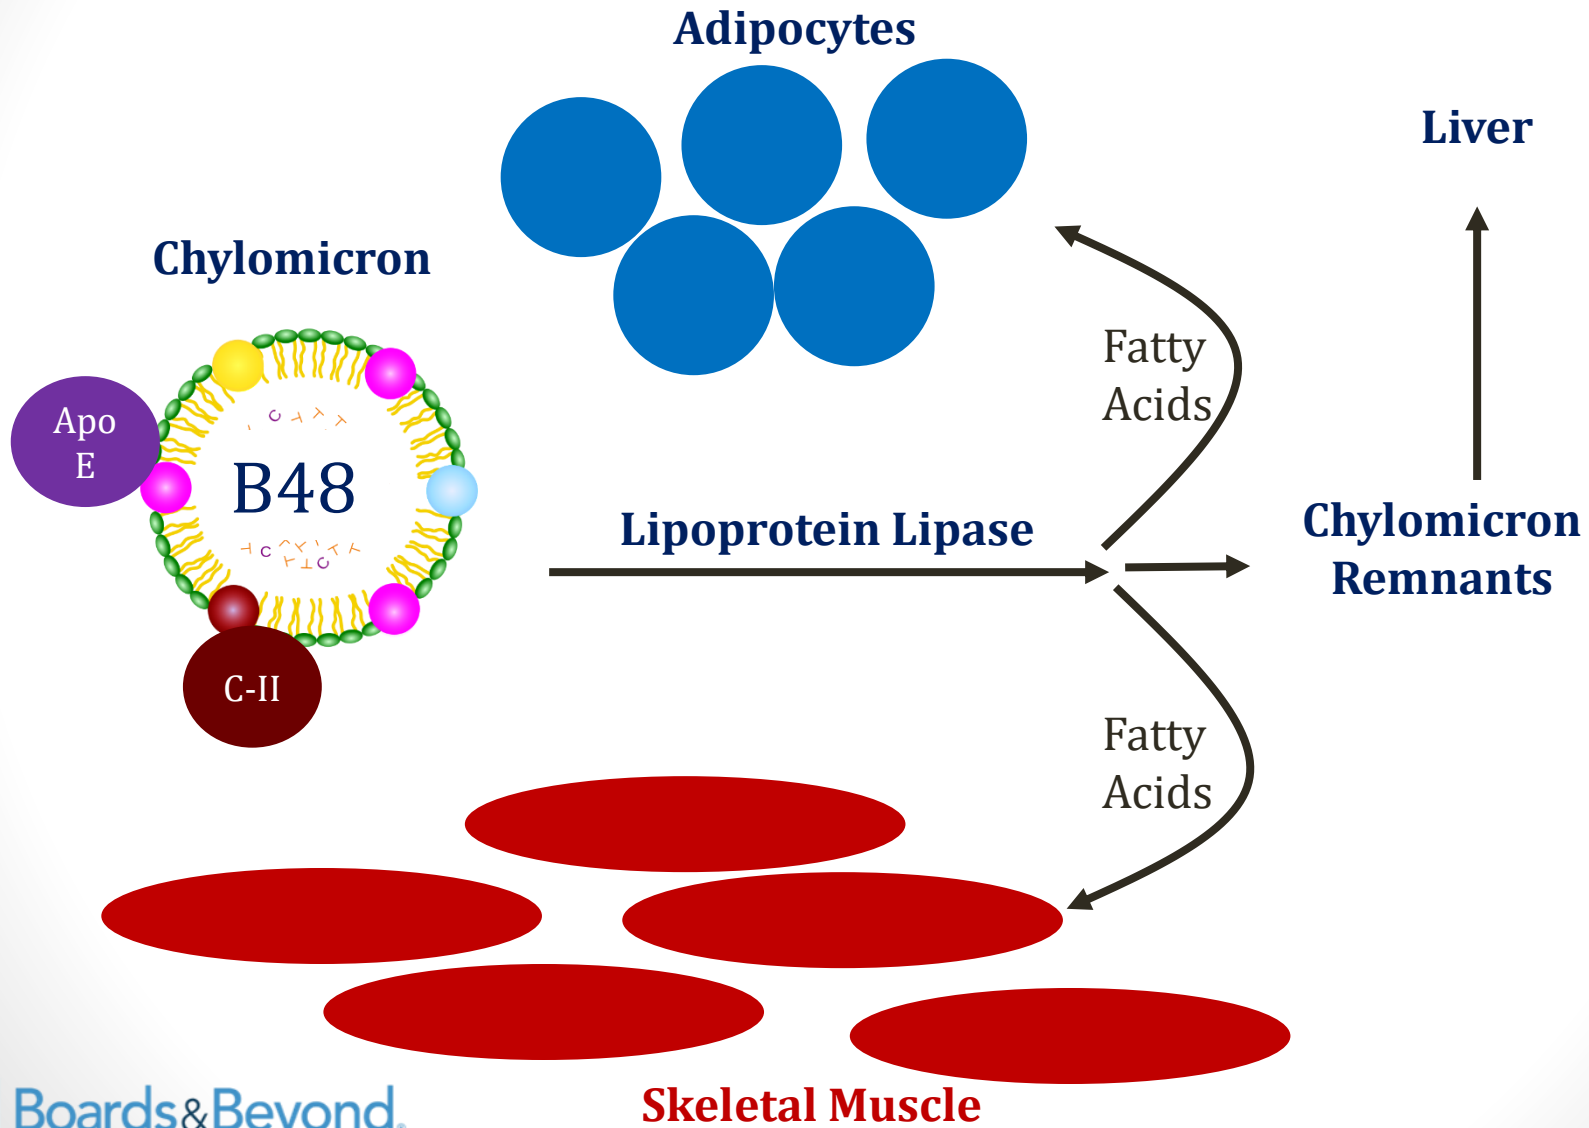 Adipocytes
Liver
Chylomicron
Fatty
Acids
Apo
E
B48
Lipoprotein Lipase
Chylomicron
Remnants
C-II
Fatty
Acids
Skeletal Muscle
Boards&Beyond.